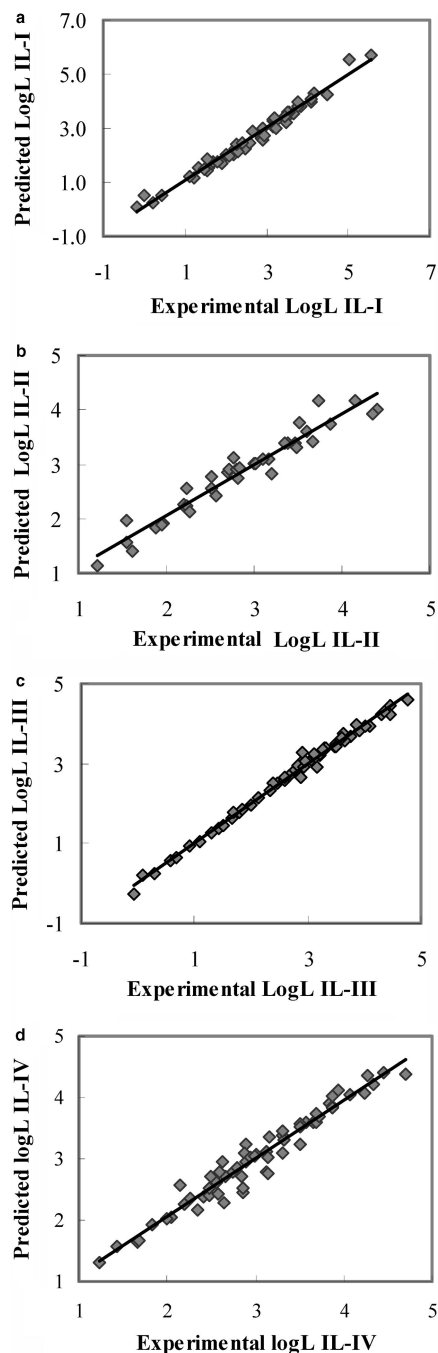 a
Predicted LogL IL-I
7.0
5.0
3.0
1.0
-1.0
-1 1 3 5 7
Experimental LogL IL-I
b
Predicted LogL IL-II
5
4
3
2
1
1 2 3 4 5
Experimental LogL IL-II
c
Predicted LogL IL-III
5
3
1
-1
-1 1 3 5
Experimental LogL IL-III
d
Predicted logL IL-IV
5
4
3
2
1
1 2 3 4 5
Experimental logL IL-IV